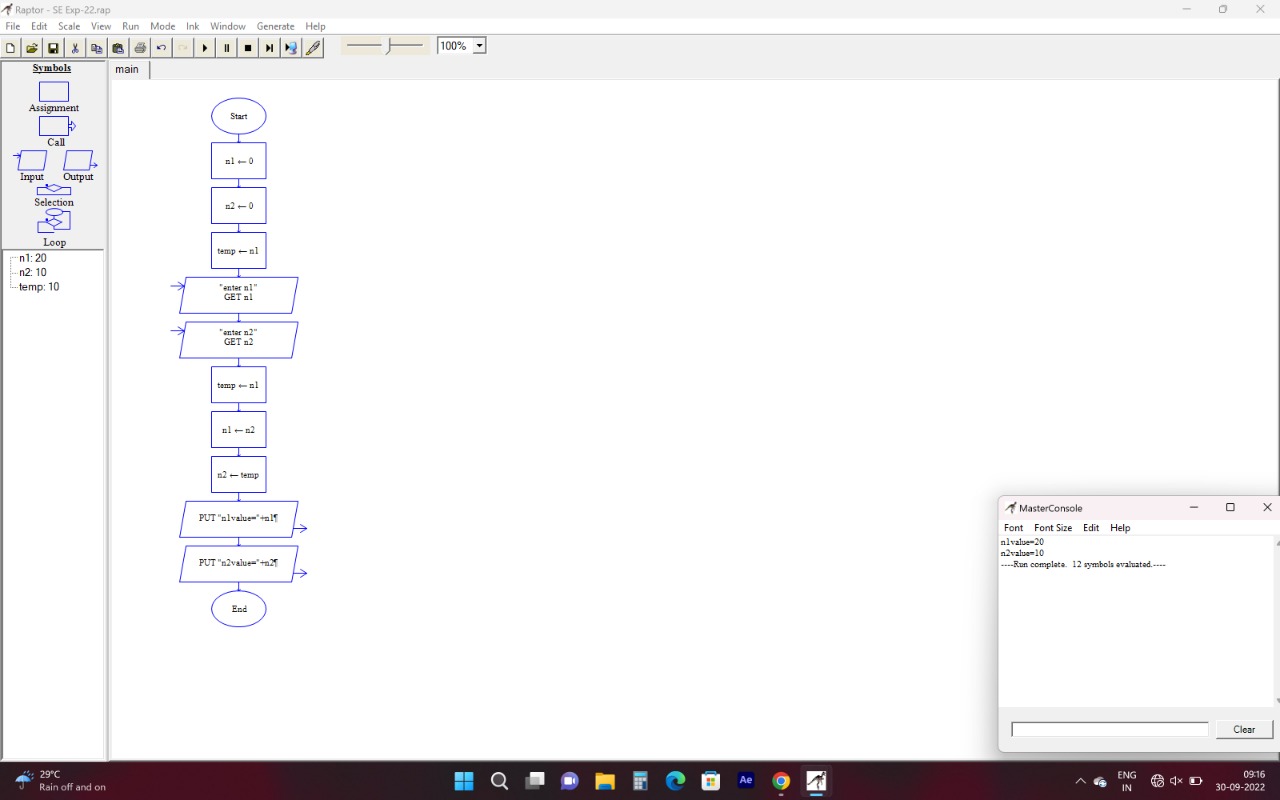 Raptor - SE Exp-22.rap
File Edit Scale View Run Mode Ink Window Generate Help
100%
Symbols
Assignment
Call
Input Output
Selection
Loop
n1: 20
n2: 10
temp: 10
main
Start
n1 ← 0
n2 ← 0
temp ← n1
"enter n1"
GET n1
"enter n2"
GET n2
temp ← n1
n1 ← n2
n2 ← temp
PUT "n1value="+n1¶
PUT "n2value="+n2¶
End
MasterConsole
Font Font Size Edit Help
n1value=20
n2value=10
----Run complete. 12 symbols evaluated.----
Clear
29°C
Rain off and on
Ae
ENG
IN
09:16
30-09-2022